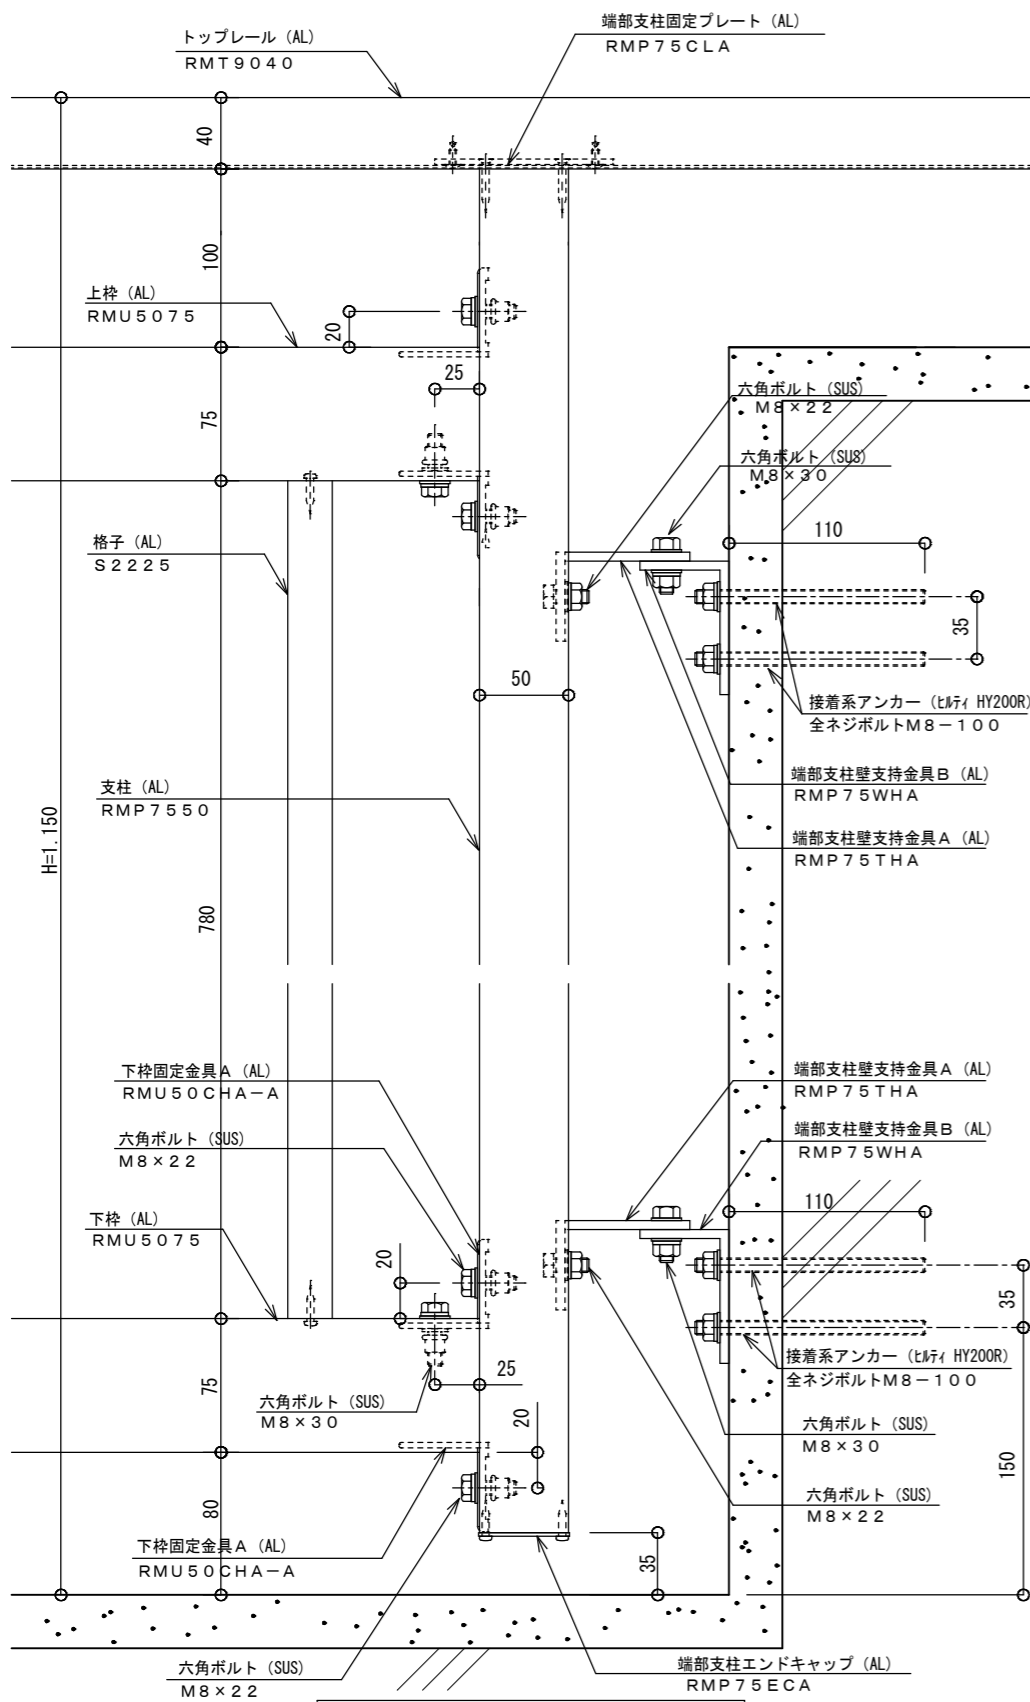 端部支柱固定プレート (AL)
RMP75CLA
トップレール (AL)
RMT9040
40
100
上枠 (AL)
RMU5075
20
25
六角ボルト (SUS)
M8×22
75
六角ボルト (SUS)
M8×30
110
格子 (AL)
S2225
35
50
接着系アンカー (ﾋﾙﾃｨ HY200R)
全ネジボルトM8-100
端部支柱壁支持金具B (AL)
RMP75WHA
支柱 (AL)
RMP7550
端部支柱壁支持金具A (AL)
RMP75THA
H=1.150
780
下枠固定金具A (AL)
RMU50CHA-A
端部支柱壁支持金具A (AL)
RMP75THA
六角ボルト (SUS)
M8×22
端部支柱壁支持金具B (AL)
RMP75WHA
110
下枠 (AL)
RMU5075
20
35
接着系アンカー (ﾋﾙﾃｨ HY200R)
全ネジボルトM8-100
75
25
六角ボルト (SUS)
M8×30
20
六角ボルト (SUS)
M8×30
150
80
六角ボルト (SUS)
M8×22
下枠固定金具A (AL)
RMU50CHA-A
35
六角ボルト (SUS)
M8×22
端部支柱エンドキャップ (AL)
RMP75ECA